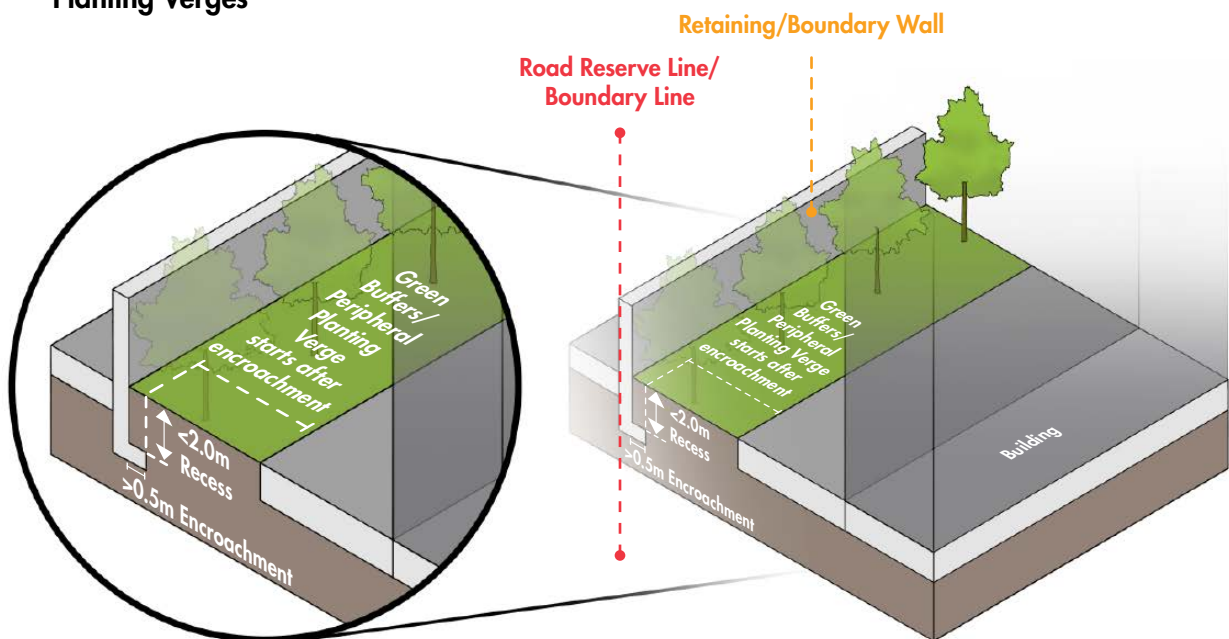 Planting Verges
Retaining/Boundary Wall
Road Reserve Line/
Boundary Line
Green
Buffers/
Peripheral
Planting
Verge
starts after
encroachment
<2.0m
Recess
>0.5m Encroachment
Green
Buffers/
Peripheral
Planting Verge
starts after
encroachment
<2.0m
Recess
>0.5m Encroachment
Building